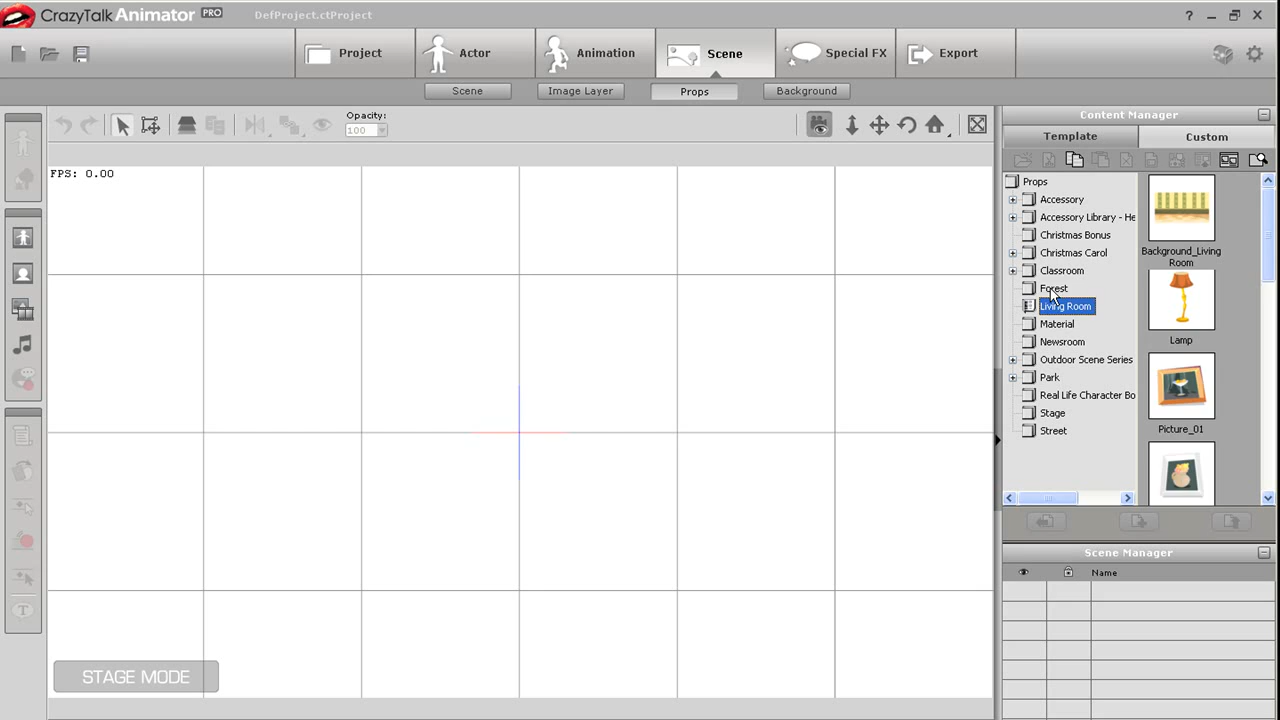 CrazyTalk Animator PRO DefProject.ctProject
Project Actor Animation Scene Special FX Export
Scene Image Layer Props Background
Opacity:
100
FPS: 0.00
STAGE MODE
Content Manager
Template Custom
Props
Accessory
Accessory Library - He
Christmas Bonus
Christmas Carol
Classroom
Forest
Living Room
Material
Newsroom
Outdoor Scene Series
Park
Real Life Character Bo
Stage
Street
Background_Living
Room
Lamp
Picture_01
Scene Manager
Name